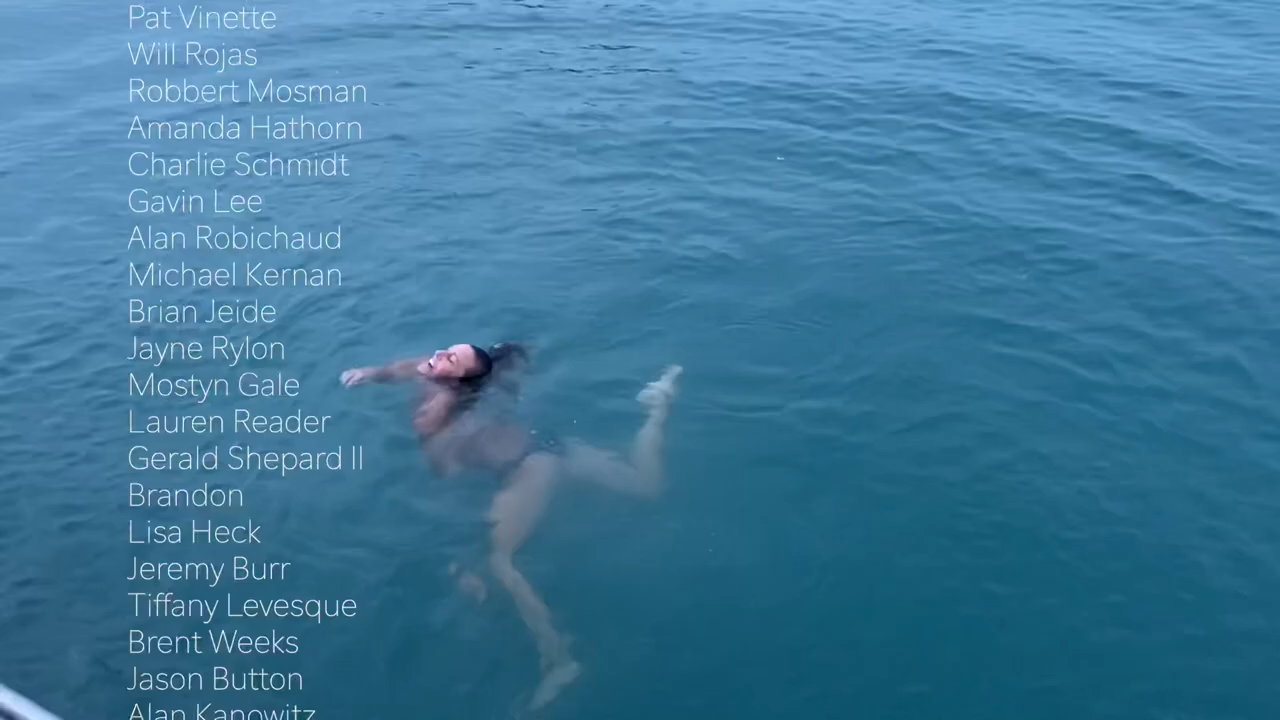 Pat Vinette
Will Rojas
Robbert Mosman
Amanda Hathorn
Charlie Schmidt
Gavin Lee
Alan Robichaud
Michael Kernan
Brian Jeide
Jayne Rylon
Mostyn Gale
Lauren Reader
Gerald Shepard II
Brandon
Lisa Heck
Jeremy Burr
Tiffany Levesque
Brent Weeks
Jason Button
Alan Kanowitz